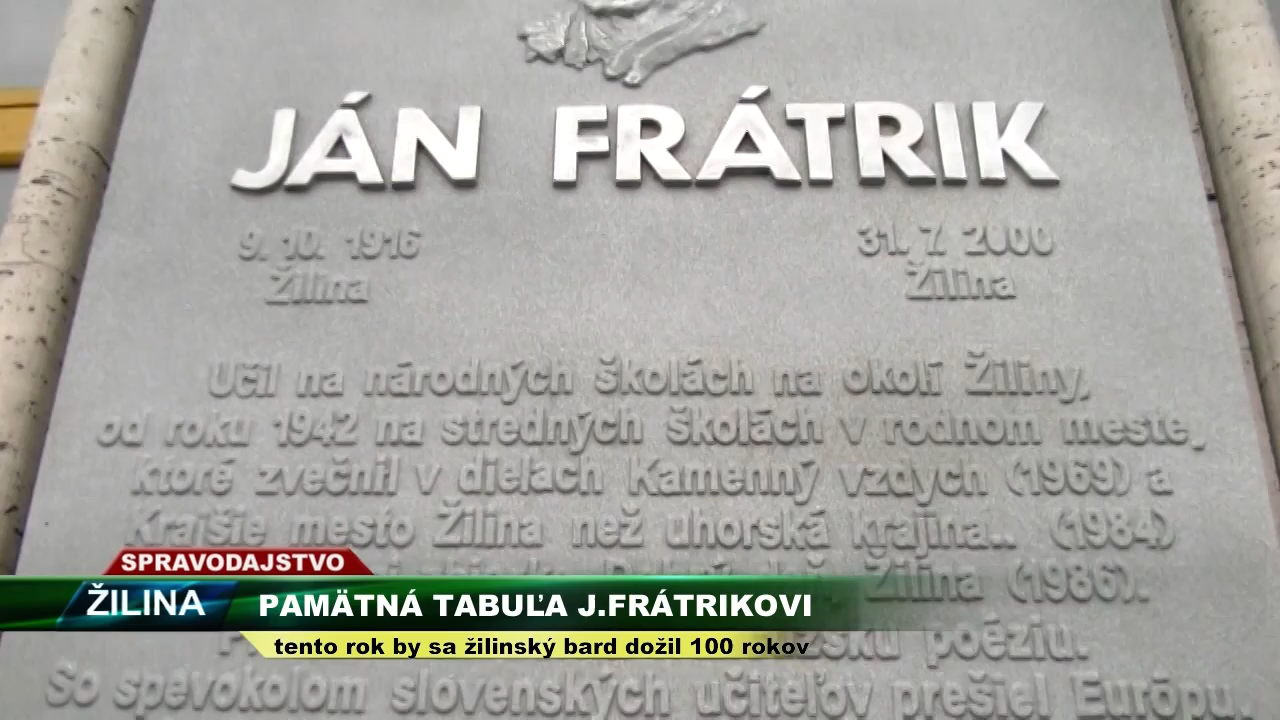 JÁN FRÁTRIK
9. 10. 1916 31. 7. 2000
Žilina Žilina
Učil na národných školách na okolí Žiliny,
od roku 1942 na stredných školách v rodnom meste,
ktoré zvečnil v dielach Kamenný vzdych (1969) a
Krajšie mesto Žilina než uhorská krajina.. (1984)
Žilina (1986).
poéziu.
So spevokolom slovenských učiteľov prešiel Európu.
SPRAVODAJSTVO
ŽILINA PAMÄTNÁ TABUĽA J.FRÁTRIKOVI
tento rok by sa žilinský bard dožil 100 rokov